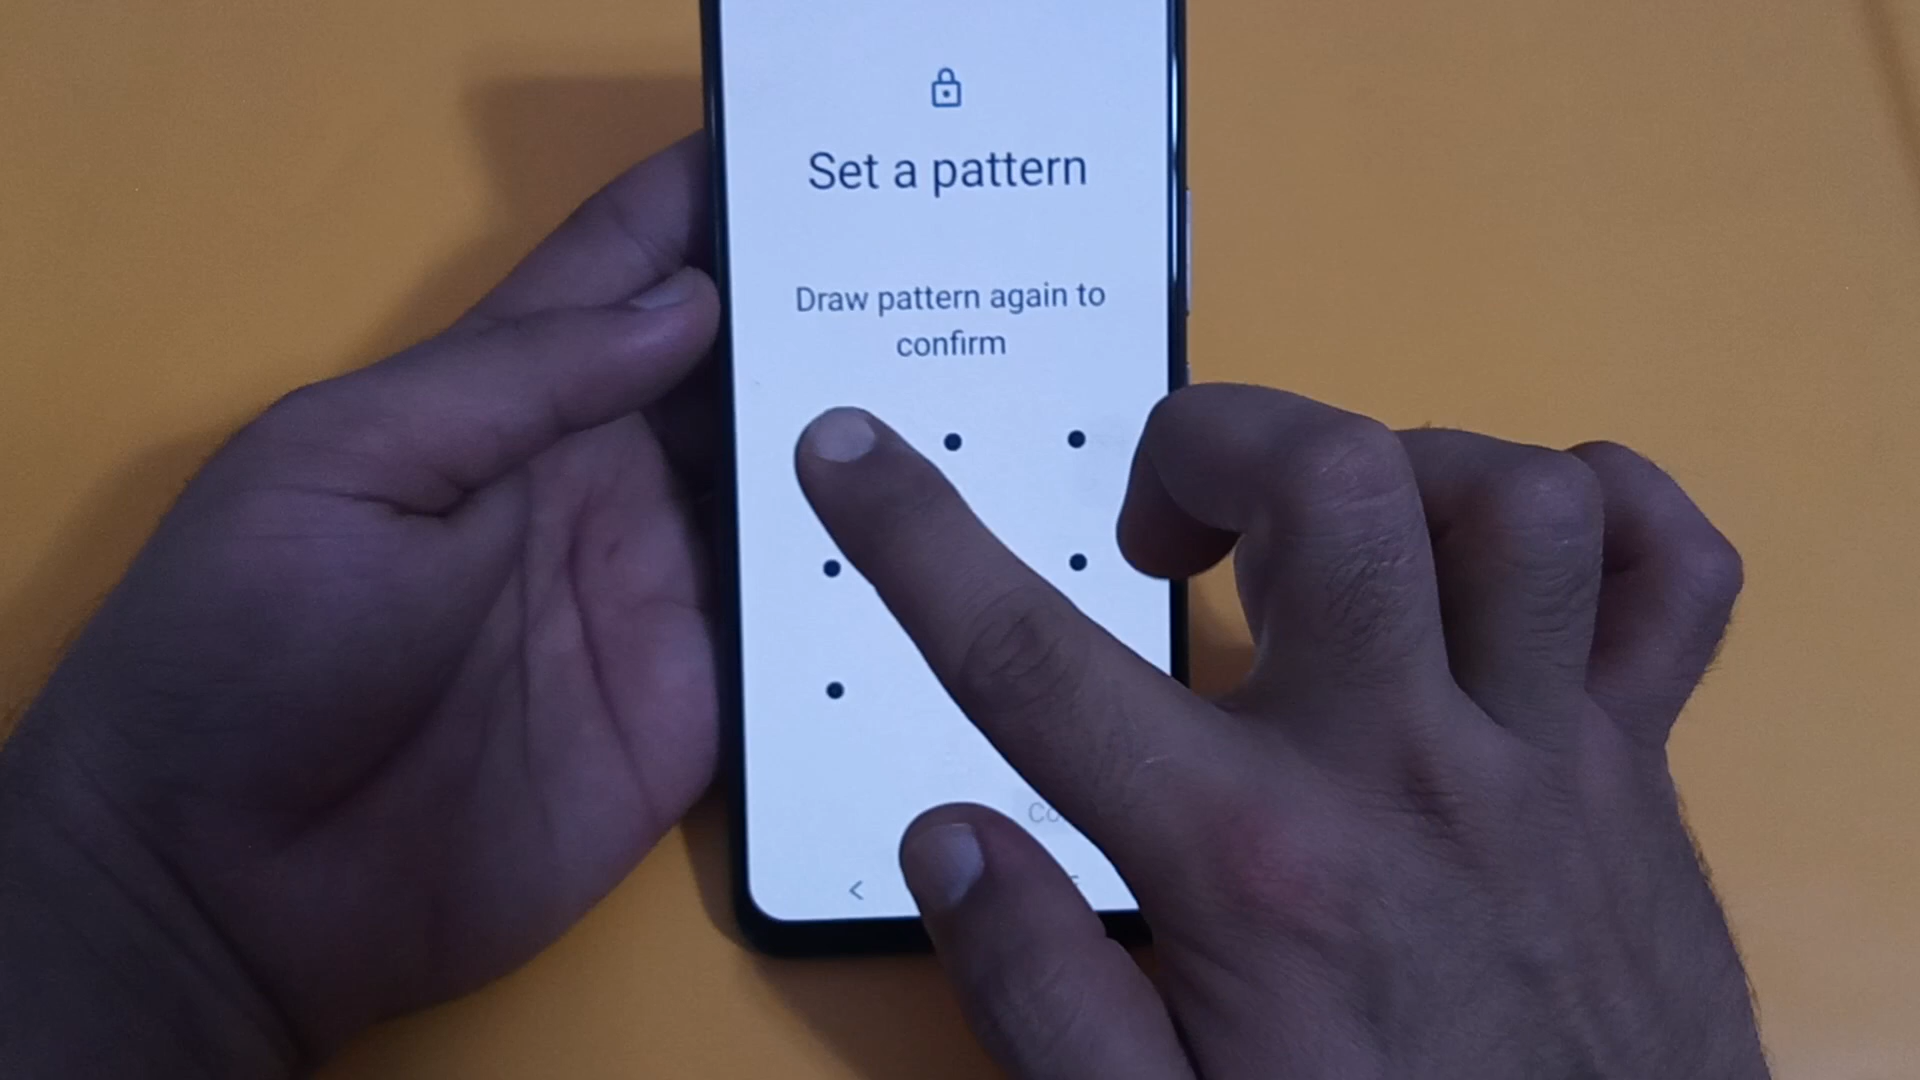 Set a pattern
Draw pattern again to
confirm